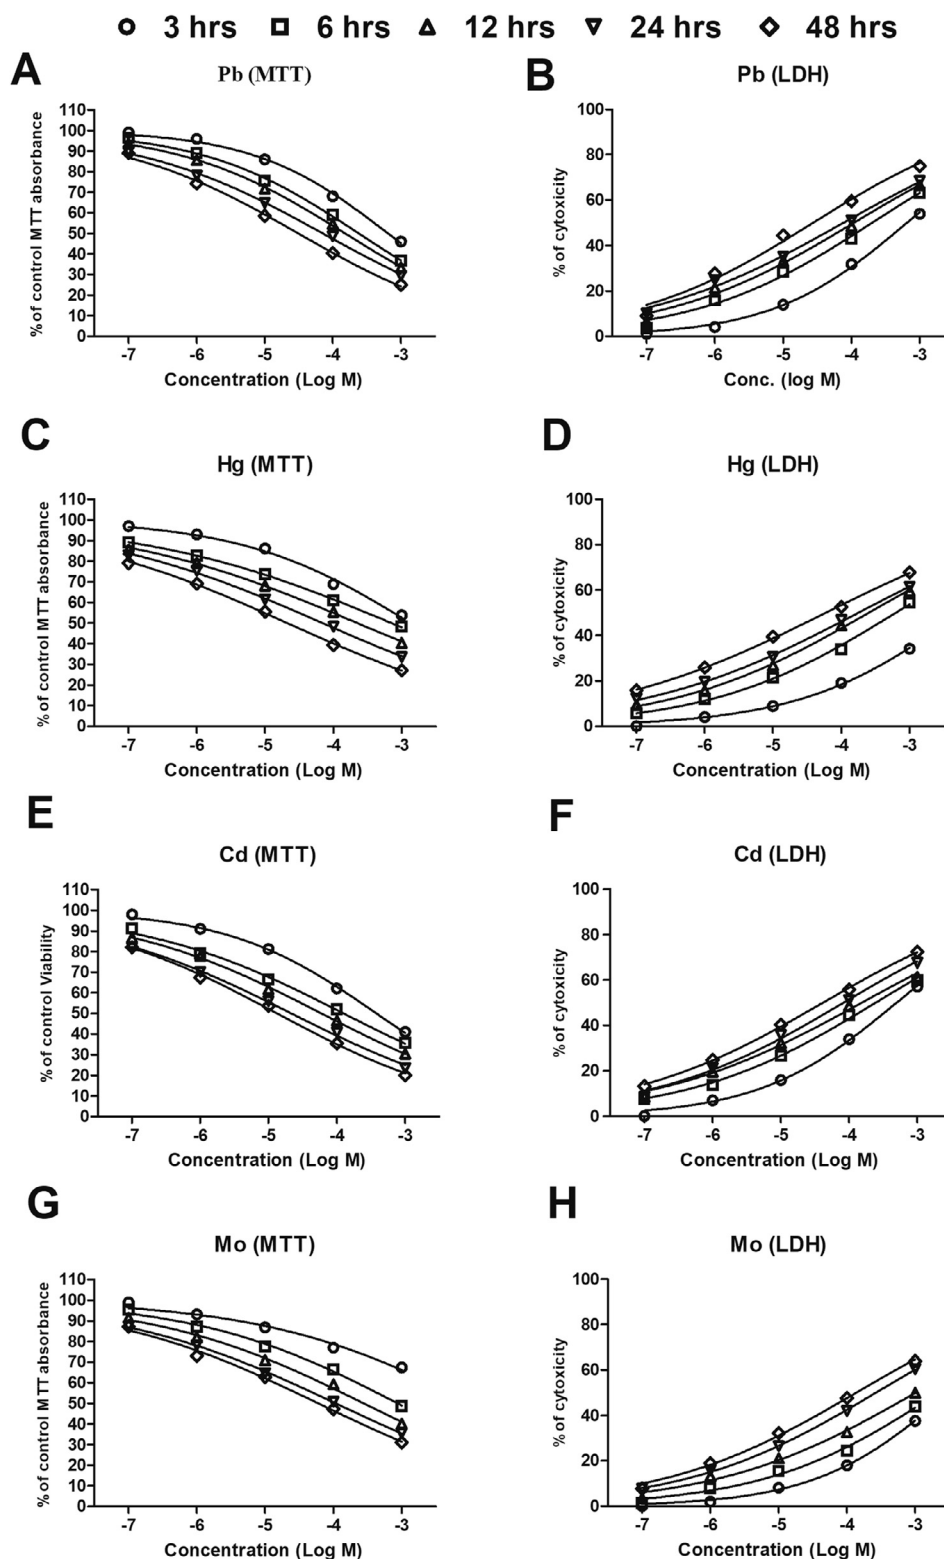 3 hrs 6 hrs 12 hrs 24 hrs 48 hrs
A
Pb (MTT)
% of control MTT absorbance
110
100
90
80
70
60
50
40
30
20
10
0
-7 -6 -5 -4 -3
Concentration (Log M)
B
Pb (LDH)
% of cytoxicity
100
80
60
40
20
0
-7 -6 -5 -4 -3
Conc. (log M)
C
Hg (MTT)
% of control MTT absorbance
110
100
90
80
70
60
50
40
30
20
10
0
-7 -6 -5 -4 -3
Concentration (Log M)
D
Hg (LDH)
% of cytoxicity
100
80
60
40
20
0
-7 -6 -5 -4 -3
Concentration (Log M)
E
Cd (MTT)
% of control Viability
110
100
90
80
70
60
50
40
30
20
10
0
-7 -6 -5 -4 -3
Concentration (Log M)
F
Cd (LDH)
% of cytoxicity
100
80
60
40
20
0
-7 -6 -5 -4 -3
Concentration (Log M)
G
Mo (MTT)
% of control MTT absorbance
110
100
90
80
70
60
50
40
30
20
10
0
-7 -6 -5 -4 -3
Concentration (Log M)
H
Mo (LDH)
% of cytoxicity
100
80
60
40
20
0
-7 -6 -5 -4 -3
Concentration (Log M)